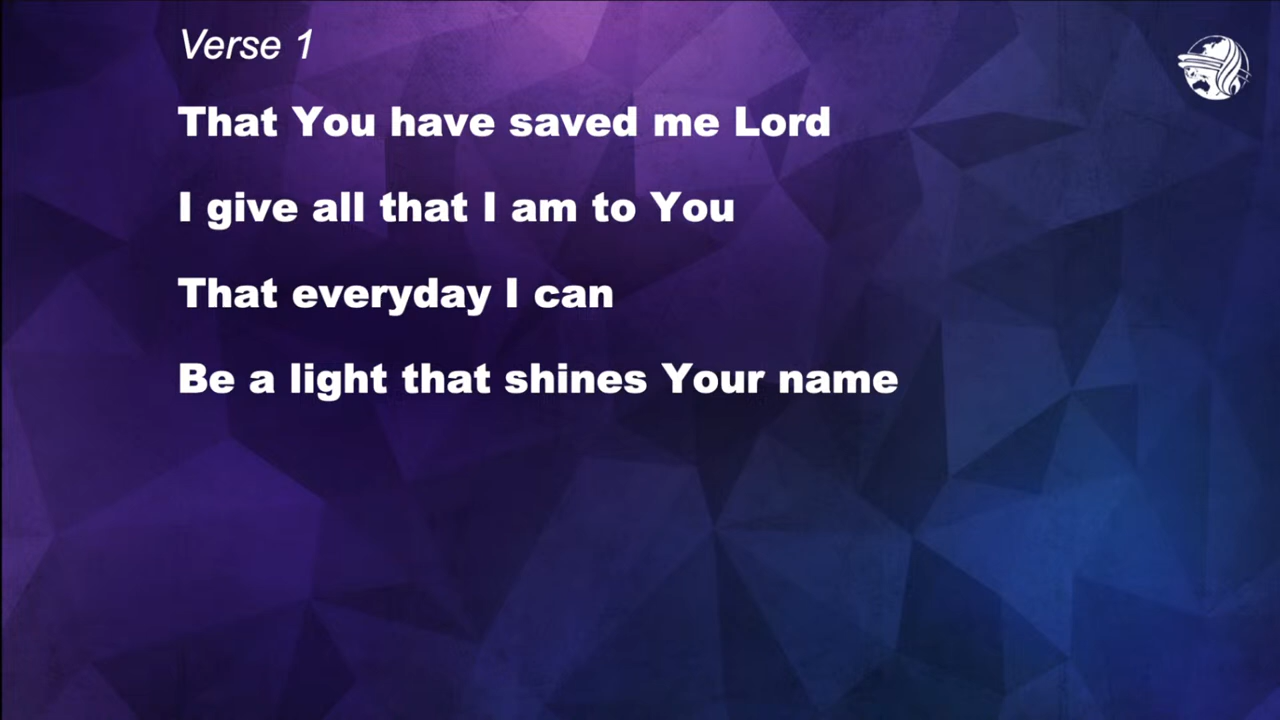 Verse 1
That You have saved me Lord
I give all that I am to You
That everyday I can
Be a light that shines Your name